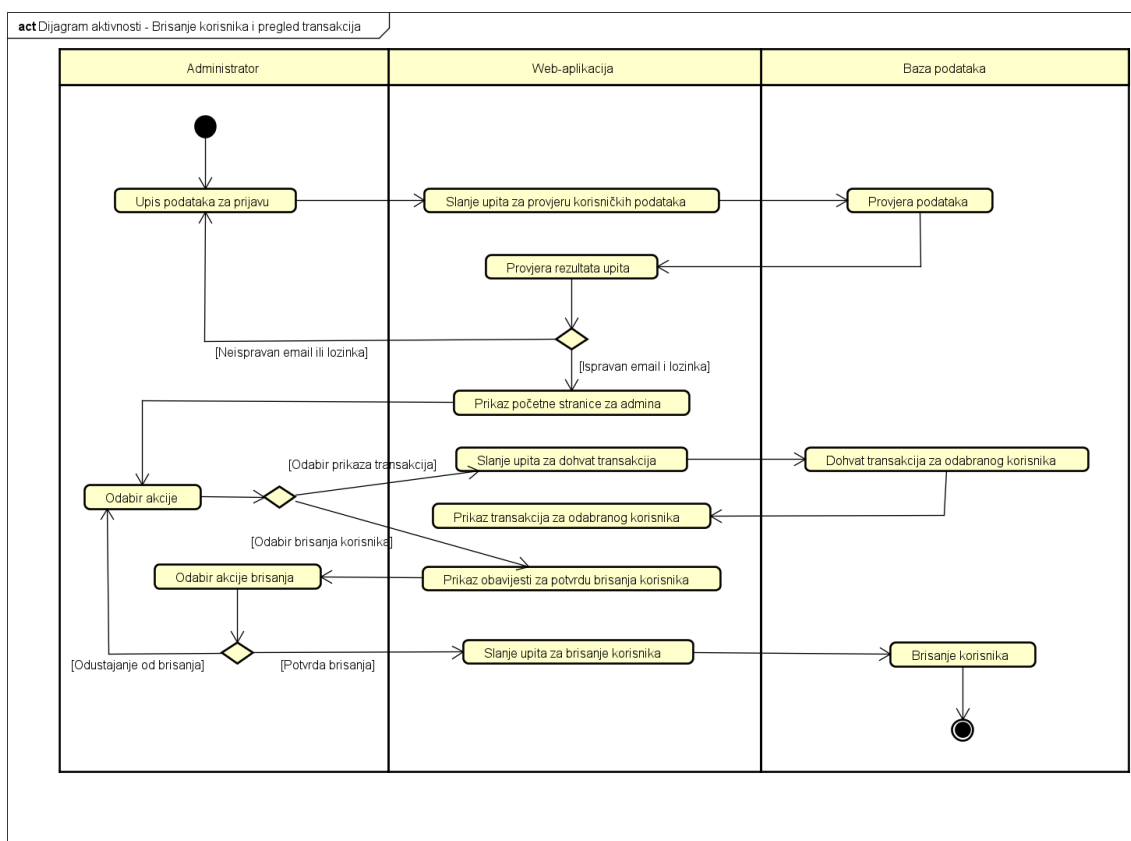 act Dijagram aktivnosti - Brisanje korisnika i pregled transakcija
Administrator
Web-aplikacija
Baza podataka
Upis podataka za prijavu
Slanje upita za provjeru korisničkih podataka
Provjera podataka
Provjera rezultata upita
[Neispravan email ili lozinka]
[Ispravan email i lozinka]
Prikaz početne stranice za admina
[Odabir prikaza transakcija]
Slanje upita za dohvat transakcija
Dohvat transakcija za odabranog korisnika
Odabir akcije
Prikaz transakcija za odabranog korisnika
[Odabir brisanja korisnika]
Odabir akcije brisanja
Prikaz obavijesti za potvrdu brisanja korisnika
[Odustajanje od brisanja]
[Potvrda brisanja]
Slanje upita za brisanje korisnika
Brisanje korisnika